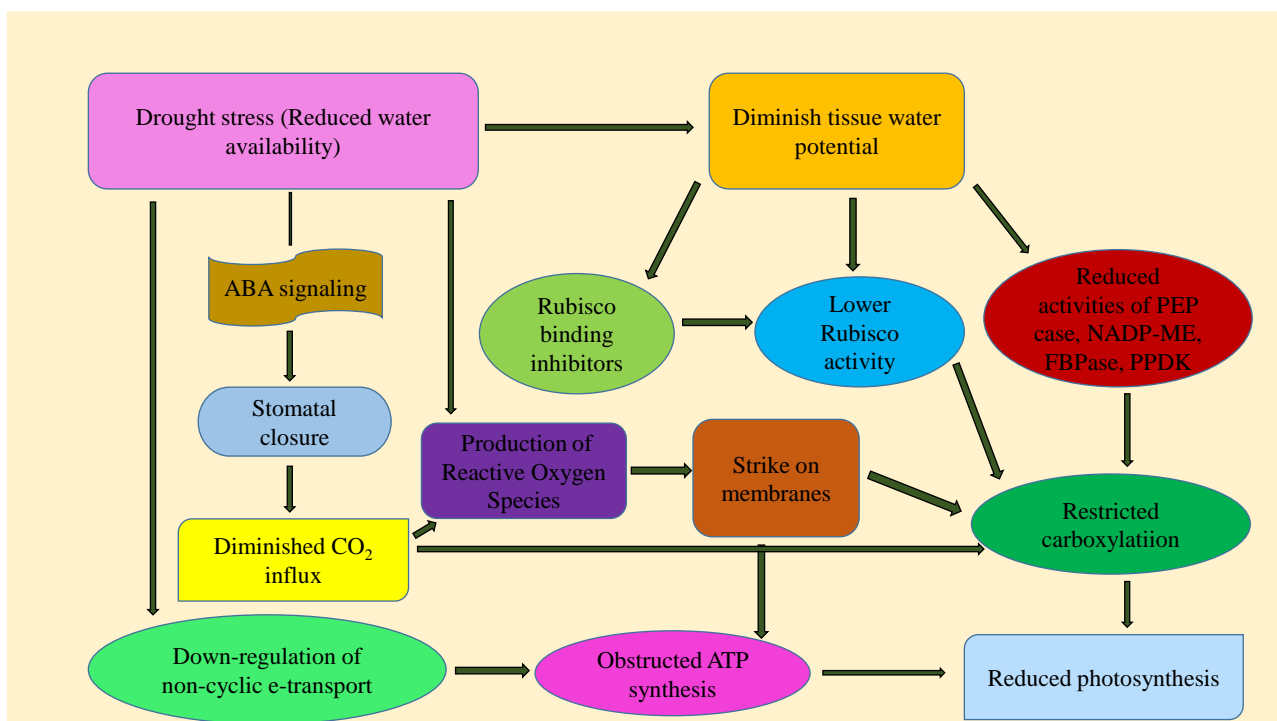 Drought stress (Reduced water
availability)
Diminish tissue water
potential
ABA signaling
Rubisco
binding
inhibitors
Lower
Rubisco
activity
Reduced
activities of PEP
case, NADP-ME,
FBPase, PPDK
Stomatal
closure
Production of
Reactive Oxygen
Species
Strike on
membranes
Restricted
carboxylatiion
Diminished CO₂
influx
Down-regulation of
non-cyclic e-transport
Obstructed ATP
synthesis
Reduced photosynthesis